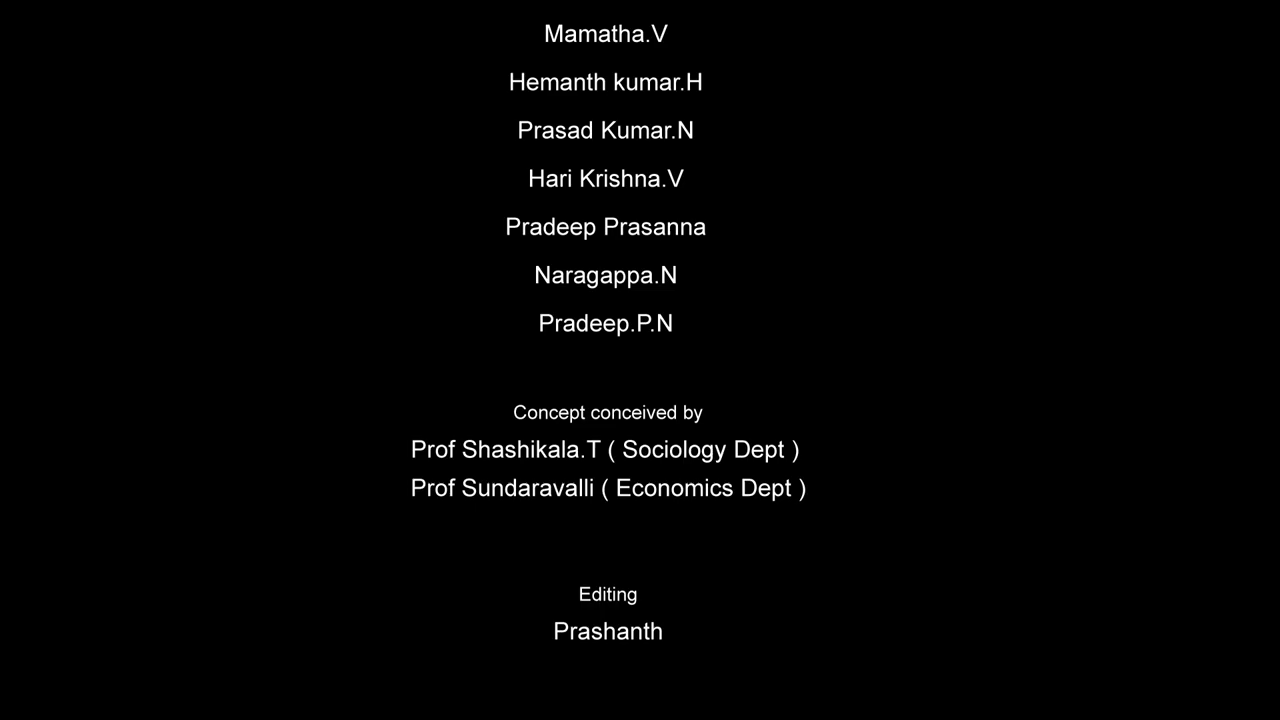 Mamatha.V
Hemanth kumar.H
Prasad Kumar.N
Hari Krishna.V
Pradeep Prasanna
Naragappa.N
Pradeep.P.N
Concept conceived by
Prof Shashikala.T ( Sociology Dept )
Prof Sundaravalli ( Economics Dept )
Editing
Prashanth